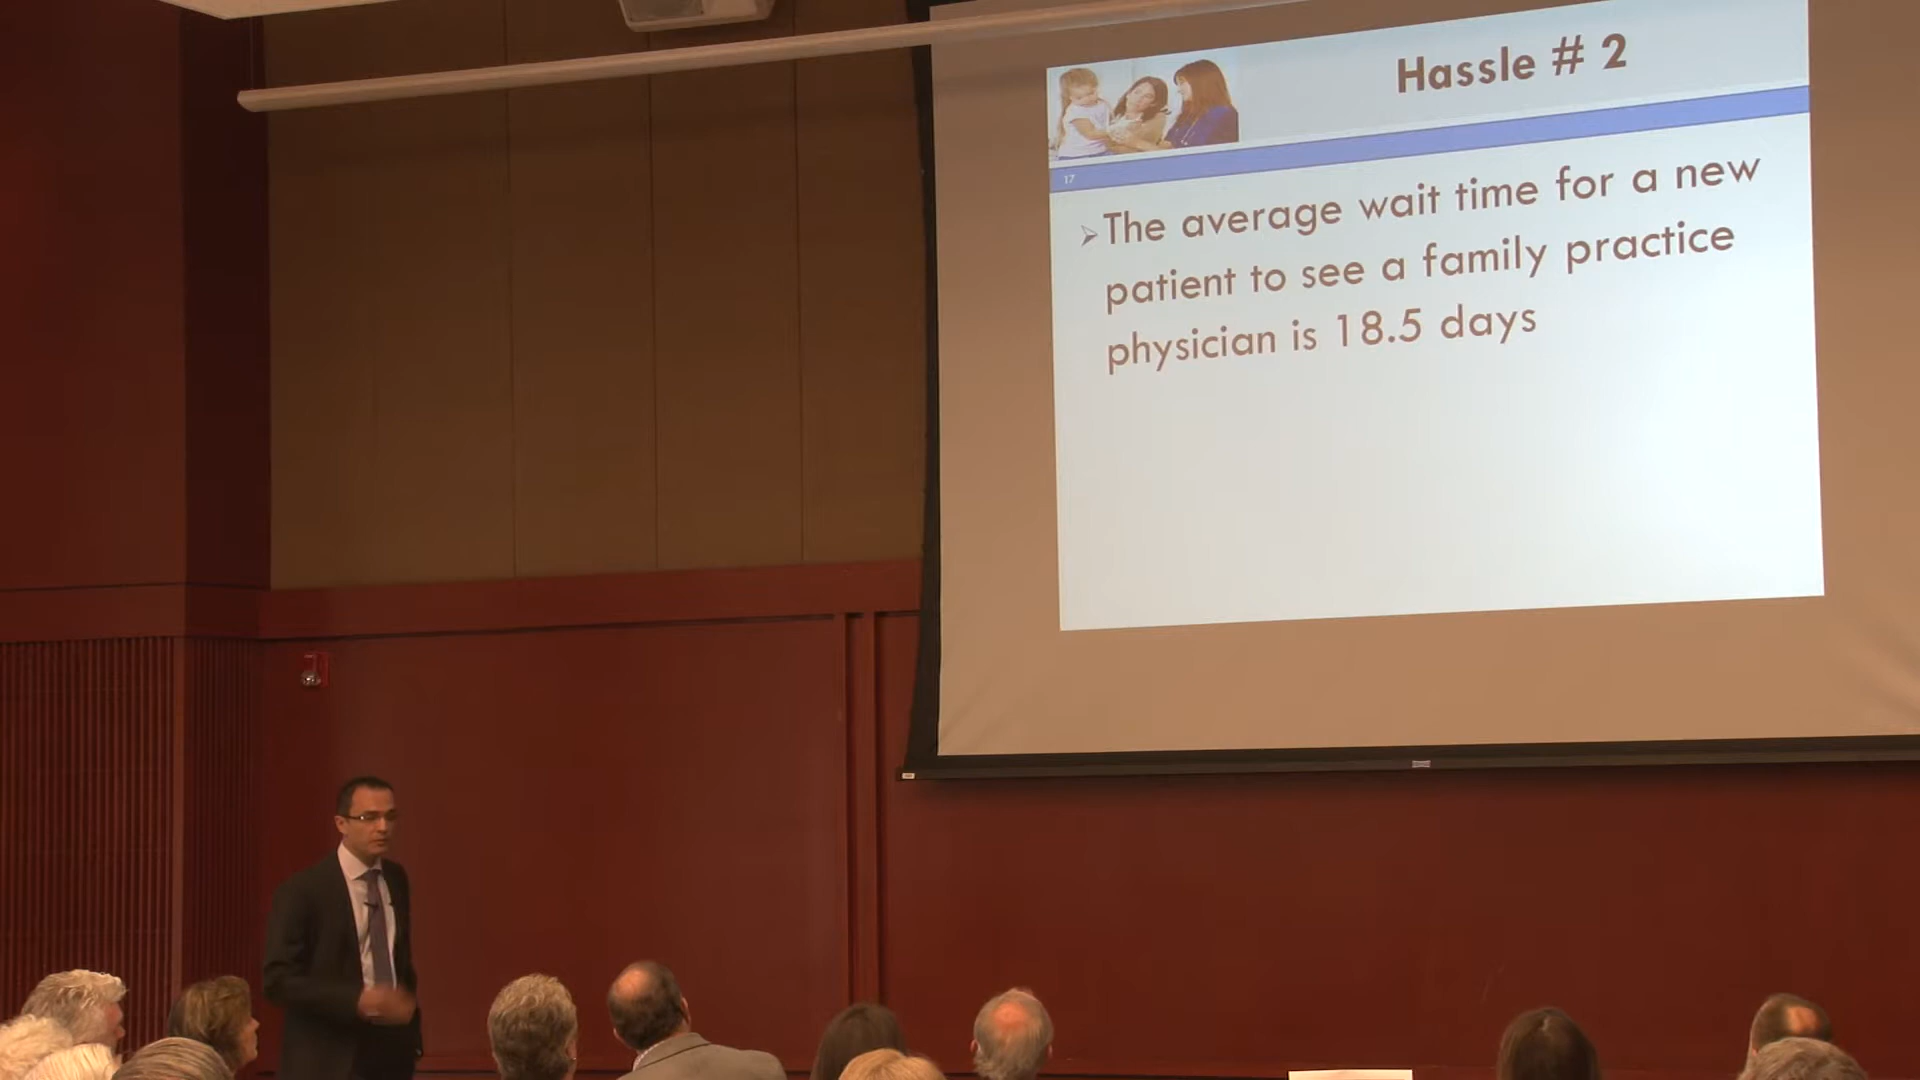 Hassle # 2
17
➢The average wait time for a new
patient to see a family practice
physician is 18.5 days